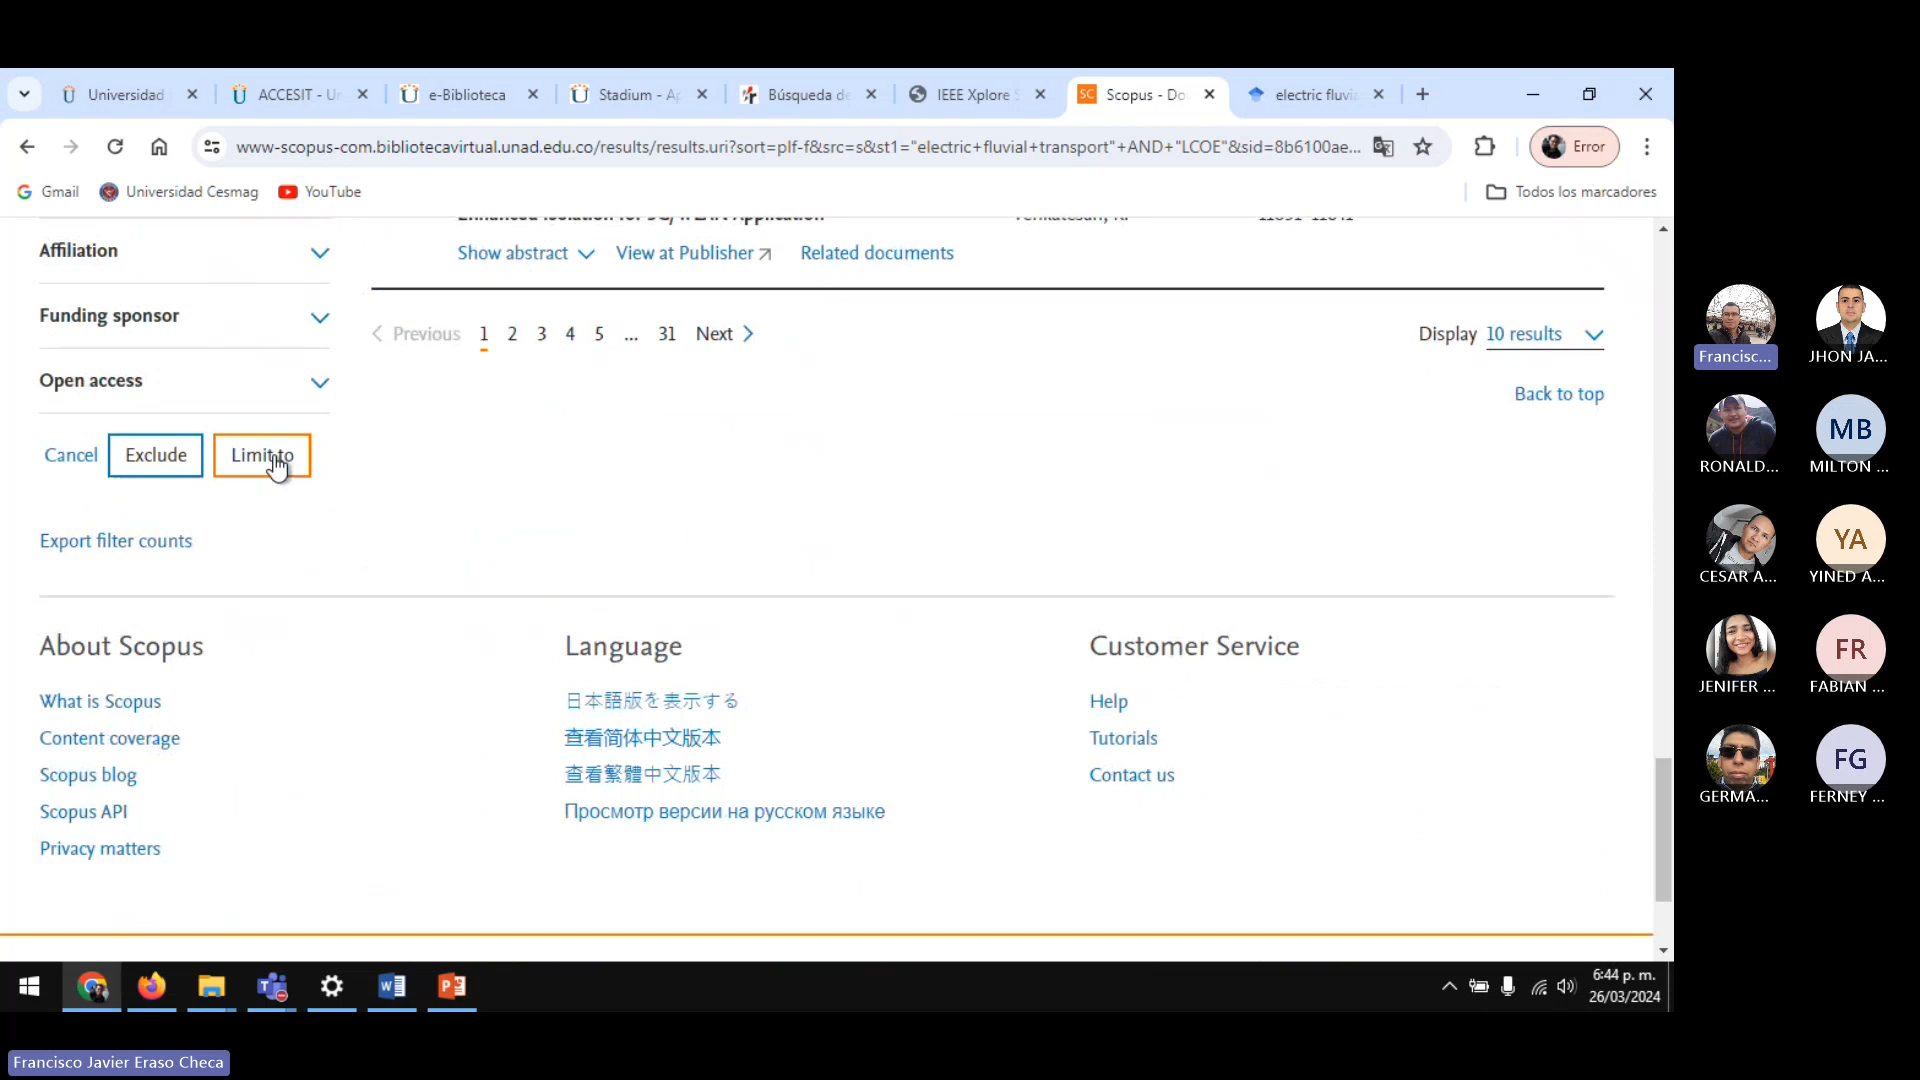 Universidad
ACCESIT - U
e-Biblioteca
Stadium - A
Búsqueda de
IEEE Xplore S
SC
Scopus - Do
electric fluvi
www-scopus-com.bibliotecavirtual.unad.edu.co/results/results.uri?sort=plf-f&src=s&st1="electric+fluvial+transport"+AND+"LCOE"&sid=8b6100ae...
Error
Gmail
Universidad Cesmag
YouTube
Todos los marcadores
Affiliation
Show abstract
View at Publisher
Related documents
Funding sponsor
Previous 1 2 3 4 5 ... 31 Next
Display 10 results
Open access
Back to top
Cancel
Exclude
Limit to
Export filter counts
About Scopus
What is Scopus
Content coverage
Scopus blog
Scopus API
Privacy matters
Language
日本語版を表示する
查看简体中文版本
查看繁體中文版本
Просмотр версии на русском языке
Customer Service
Help
Tutorials
Contact us
6:44 p. m.
26/03/2024
Francisc...
JHON JA...
RONALD...
MB
MILTON ...
CESAR A...
YA
YINED A...
JENIFER ...
FR
FABIAN ...
GERMA...
FG
FERNEY ...
Francisco Javier Eraso Checa